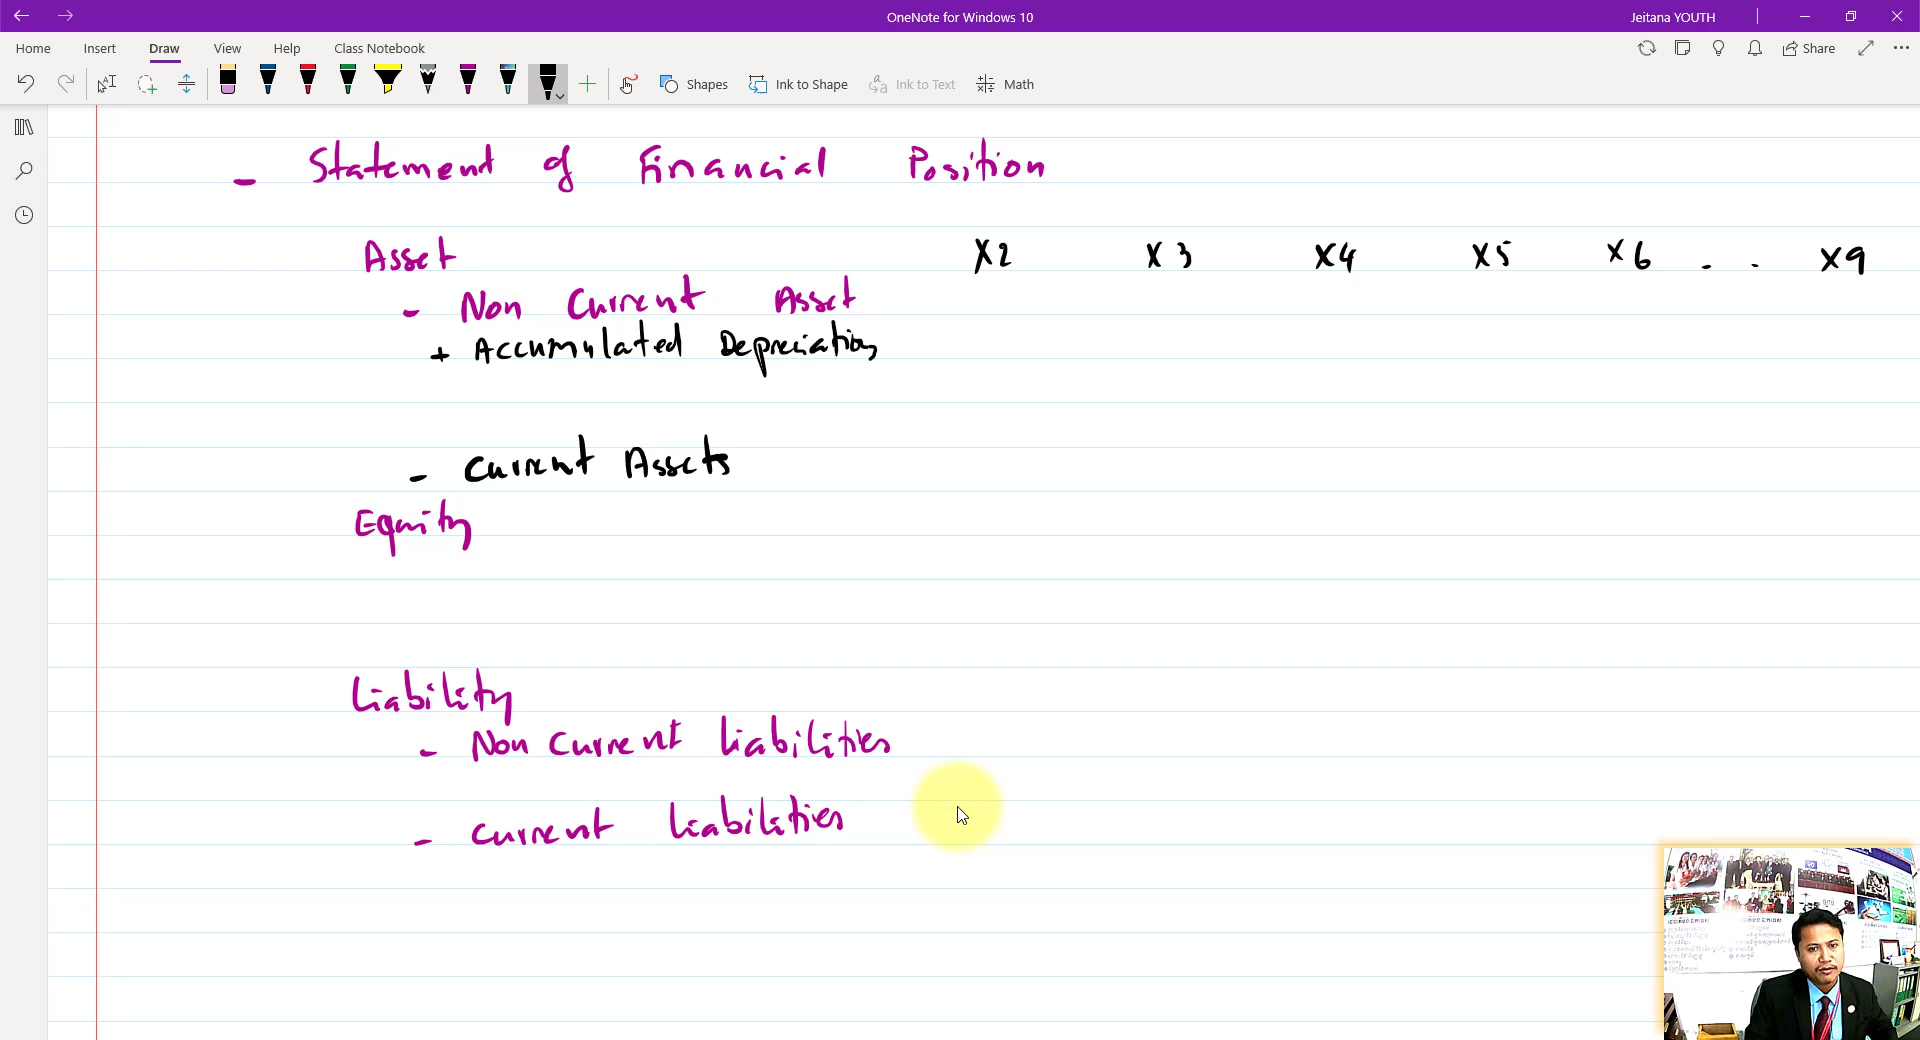 OneNote for Windows 10
Jeitana YOUTH
Home Insert Draw View Help Class Notebook
Share
Shapes Ink to Shape Ink to Text Math
- Statement of Financial Position
Asset X2 X3 X4 X5 X6 . . X9
- Non Current Asset
+ Accumulated Depreciation
- Current Assets
Equity
Liability
- Non Current Liabilities
- Current Liabilities